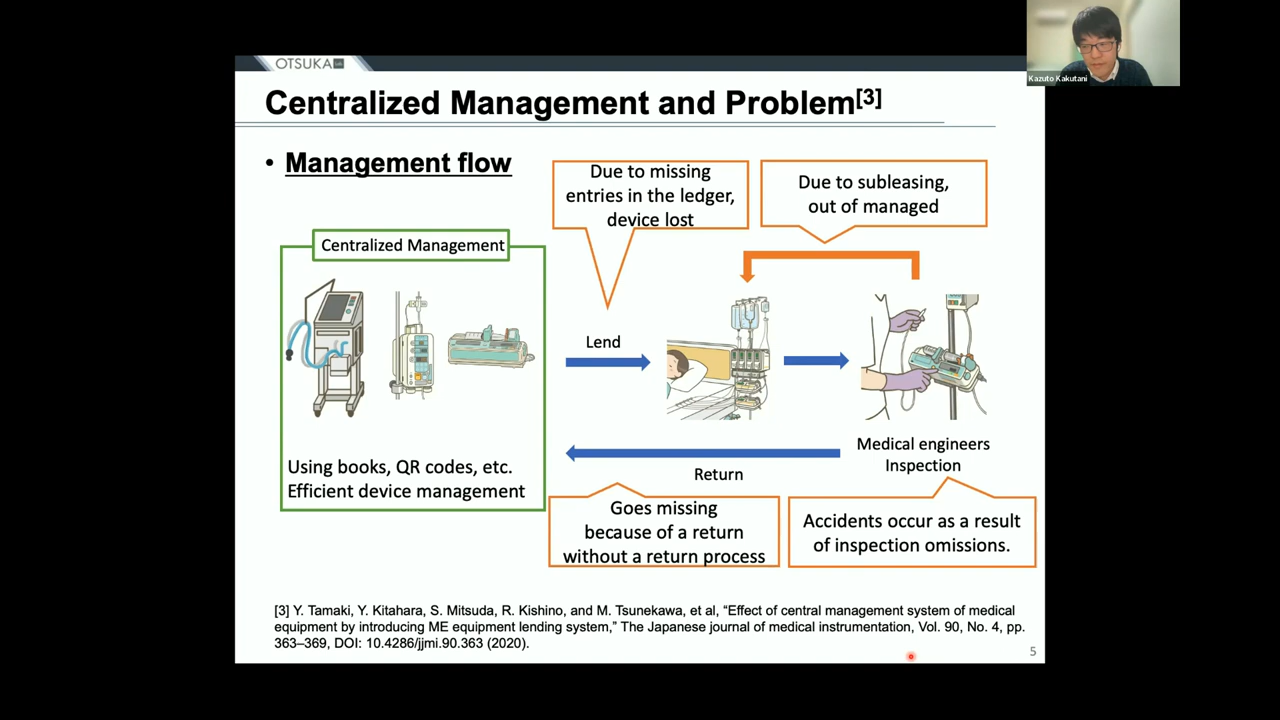 Kazuto Kakutani
OTSUKA
Centralized Management and Problem[3]
• Management flow
Due to missing
entries in the ledger,
device lost
Due to subleasing,
out of managed
Centralized Management
Lend
Using books, QR codes, etc.
Efficient device management
Return
Medical engineers
Inspection
Goes missing
because of a return
without a return process
Accidents occur as a result
of inspection omissions.
[3] Y. Tamaki, Y. Kitahara, S. Mitsuda, R. Kishino, and M. Tsunekawa, et al, “Effect of central management system of medical
equipment by introducing ME equipment lending system,” The Japanese journal of medical instrumentation, Vol. 90, No. 4, pp.
363–369, DOI: 10.4286/jjmi.90.363 (2020).
5